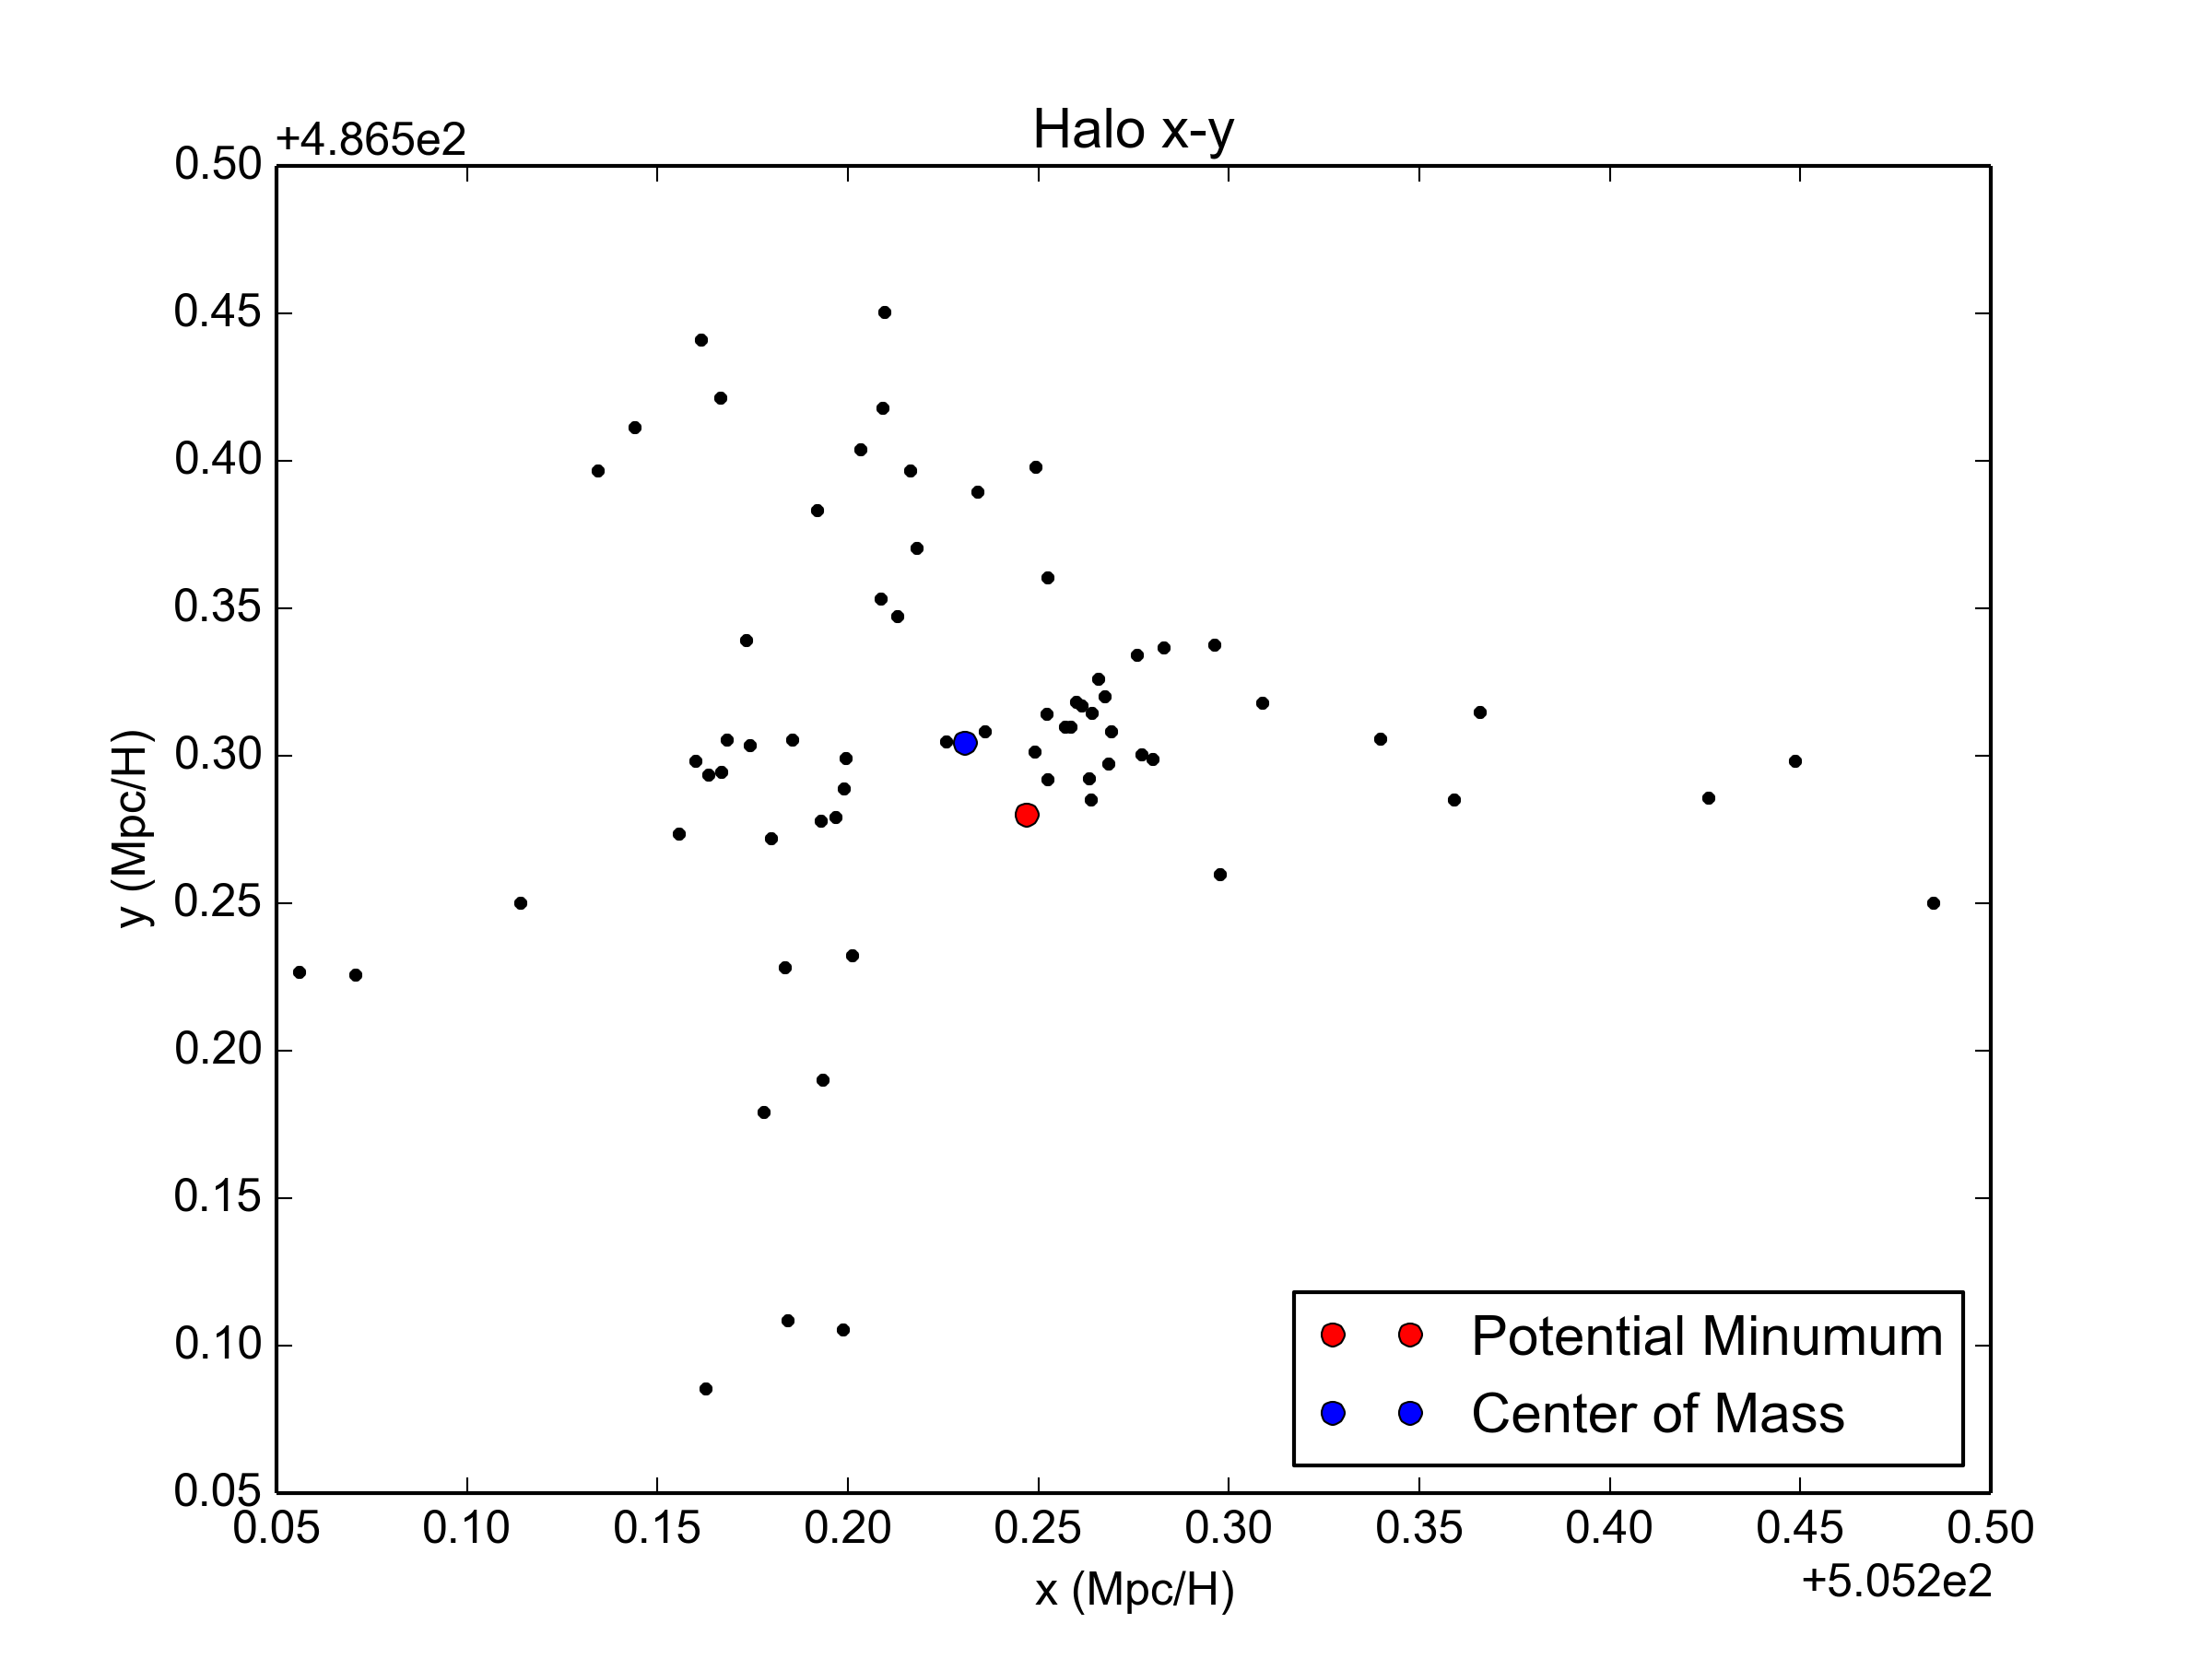 Halo x-y
+4.865e2
0.50
0.45
0.40
0.35
0.30
0.25
0.20
0.15
0.10
0.05
y (Mpc/H)
Potential Minumum
Center of Mass
0.05 0.10 0.15 0.20 0.25 0.30 0.35 0.40 0.45 0.50
+5.052e2
x (Mpc/H)